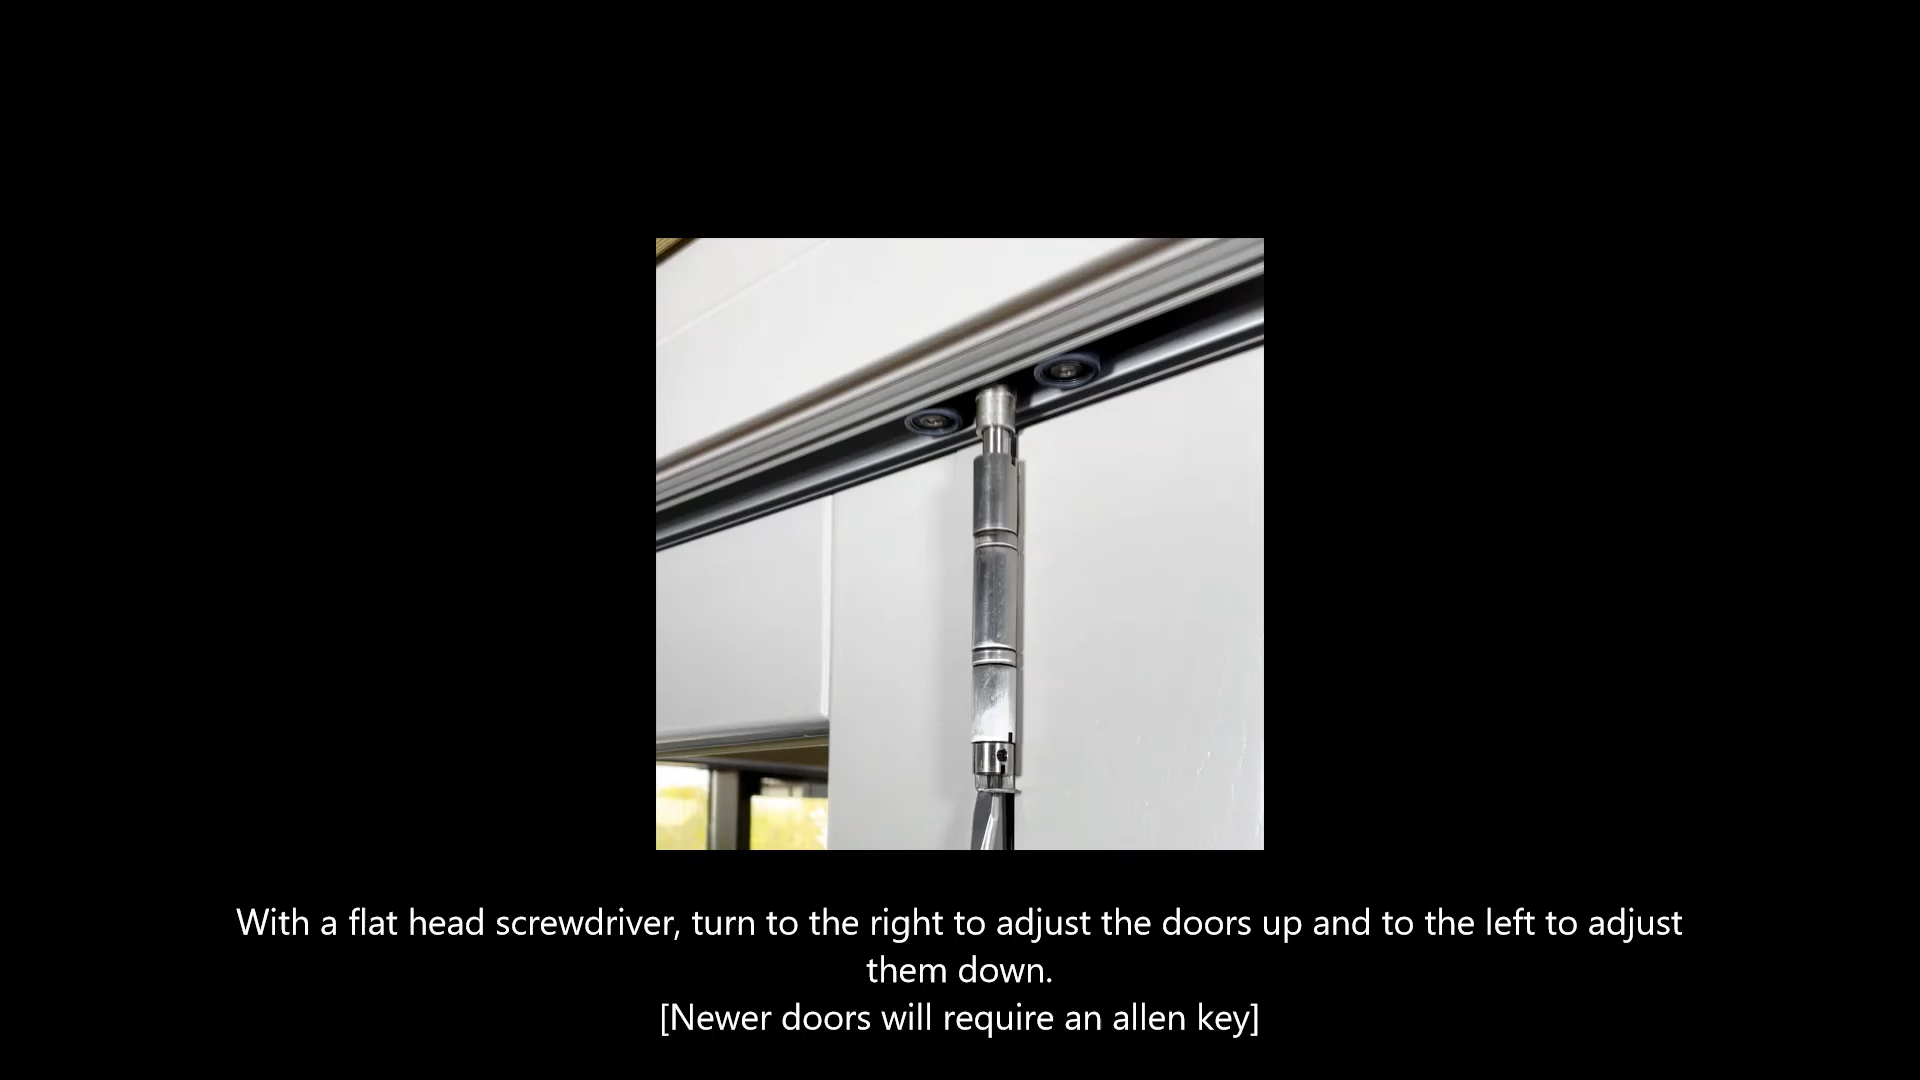 With a flat head screwdriver, turn to the right to adjust the doors up and to the left to adjust
them down.
[Newer doors will require an allen key]